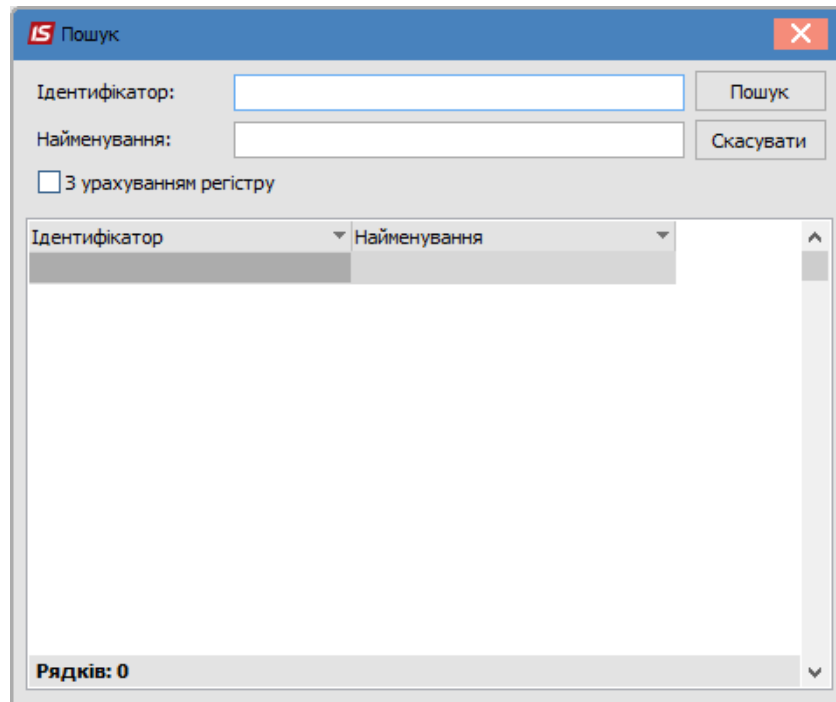 IS Пошук
Ідентифікатор:
Пошук
Найменування:
Скасувати
З урахуванням регістру
Ідентифікатор Найменування
Рядків: 0